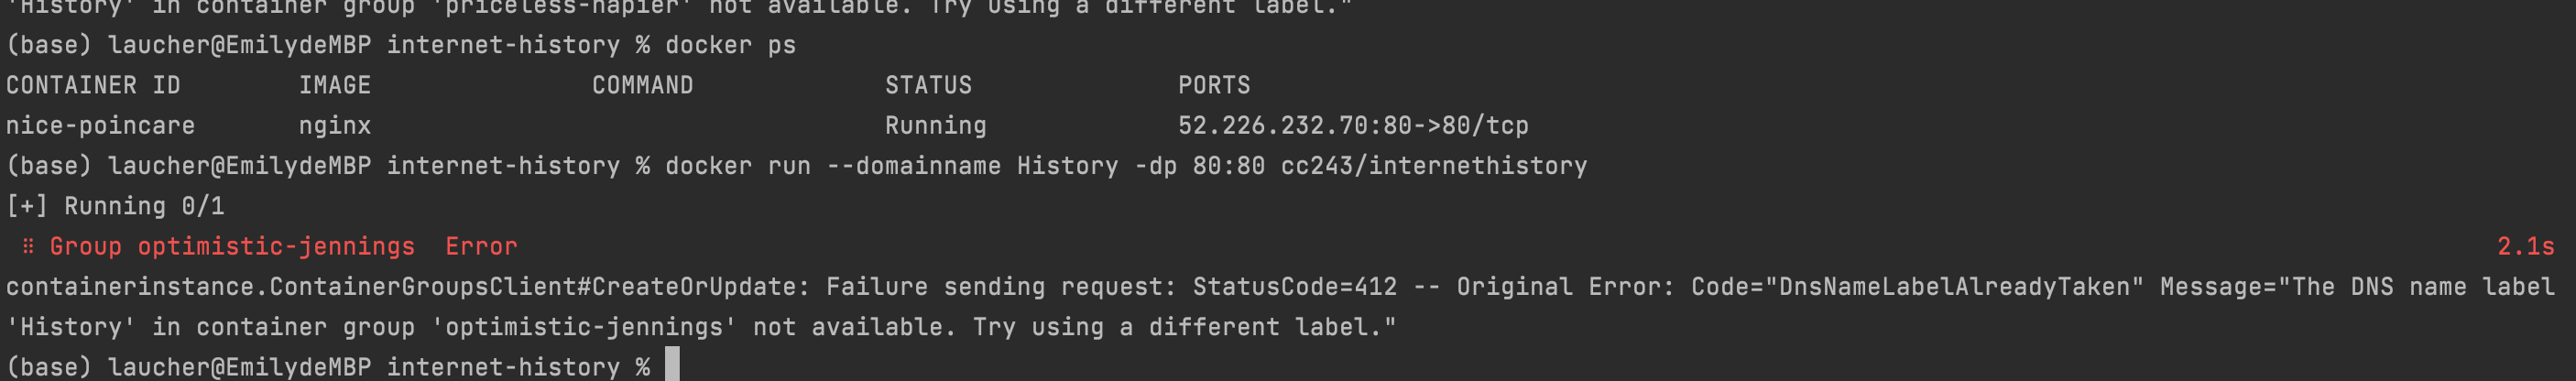 'History' in container group 'priceless-napier' not available. Try using a different label."
(base) laucher@EmilydeMBP internet-history % docker ps
CONTAINER ID        IMAGE               COMMAND             STATUS              PORTS
nice-poincare       nginx                                   Running             52.226.232.70:80->80/tcp
(base) laucher@EmilydeMBP internet-history % docker run --domainname History -dp 80:80 cc243/internethistory
[+] Running 0/1
 ⠿ Group optimistic-jennings  Error                                                                 2.1s
containerinstance.ContainerGroupsClient#CreateOrUpdate: Failure sending request: StatusCode=412 -- Original Error: Code="DnsNameLabelAlreadyTaken" Message="The DNS name label
'History' in container group 'optimistic-jennings' not available. Try using a different label."
(base) laucher@EmilydeMBP internet-history %